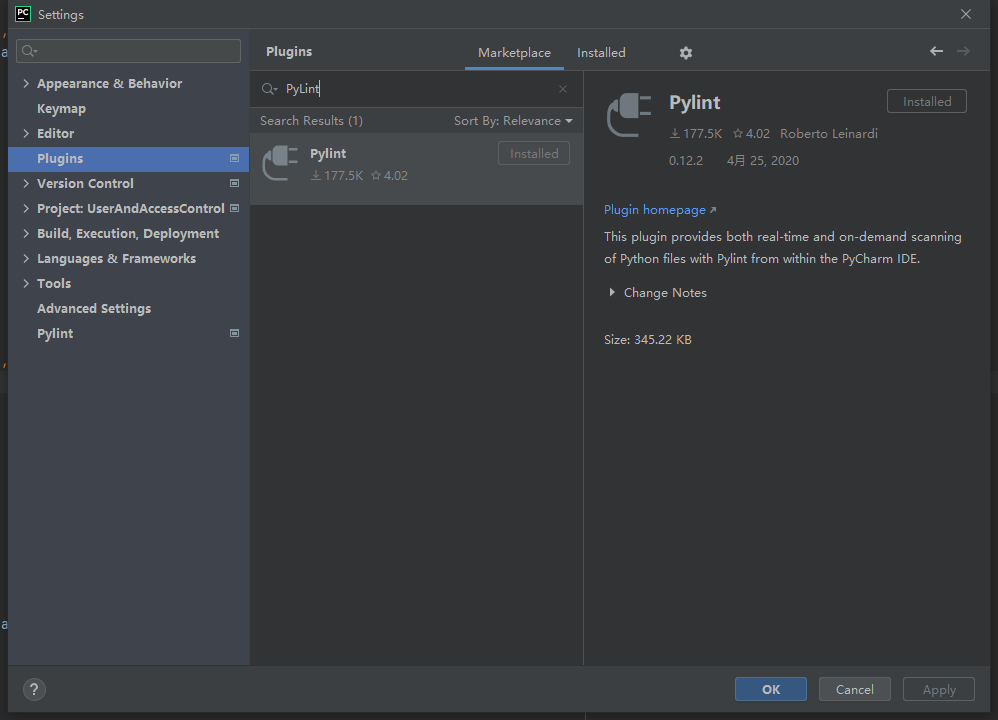 PC
Settings
Appearance & Behavior
Keymap
Editor
Plugins
Version Control
Project: UserAndAccessControl
Build, Execution, Deployment
Languages & Frameworks
Tools
Advanced Settings
Pylint
Plugins
Marketplace
Installed
PyLint
Search Results (1)
Sort By: Relevance
Pylint
177.5K
4.02
Installed
Pylint
Installed
177.5K
4.02
Roberto Leinardi
0.12.2
4月 25, 2020
Plugin homepage
This plugin provides both real-time and on-demand scanning
of Python files with Pylint from within the PyCharm IDE.
Change Notes
Size: 345.22 KB
?
OK
Cancel
Apply